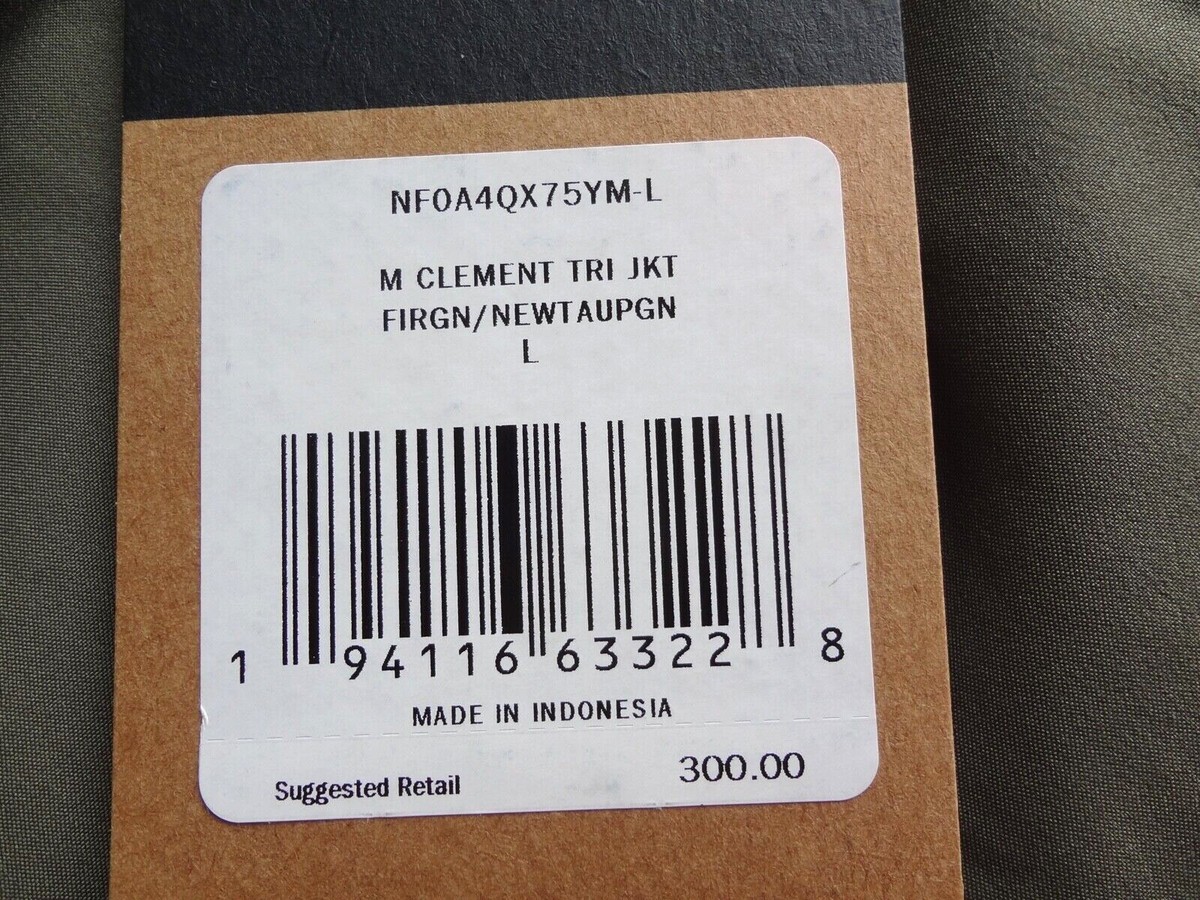 NF0A4QX75YM-L
M CLEMENT TRI JKT
FIRGN/NEWTAUPGN
L
1 94116 63322 8
MADE IN INDONESIA
Suggested Retail 300.00